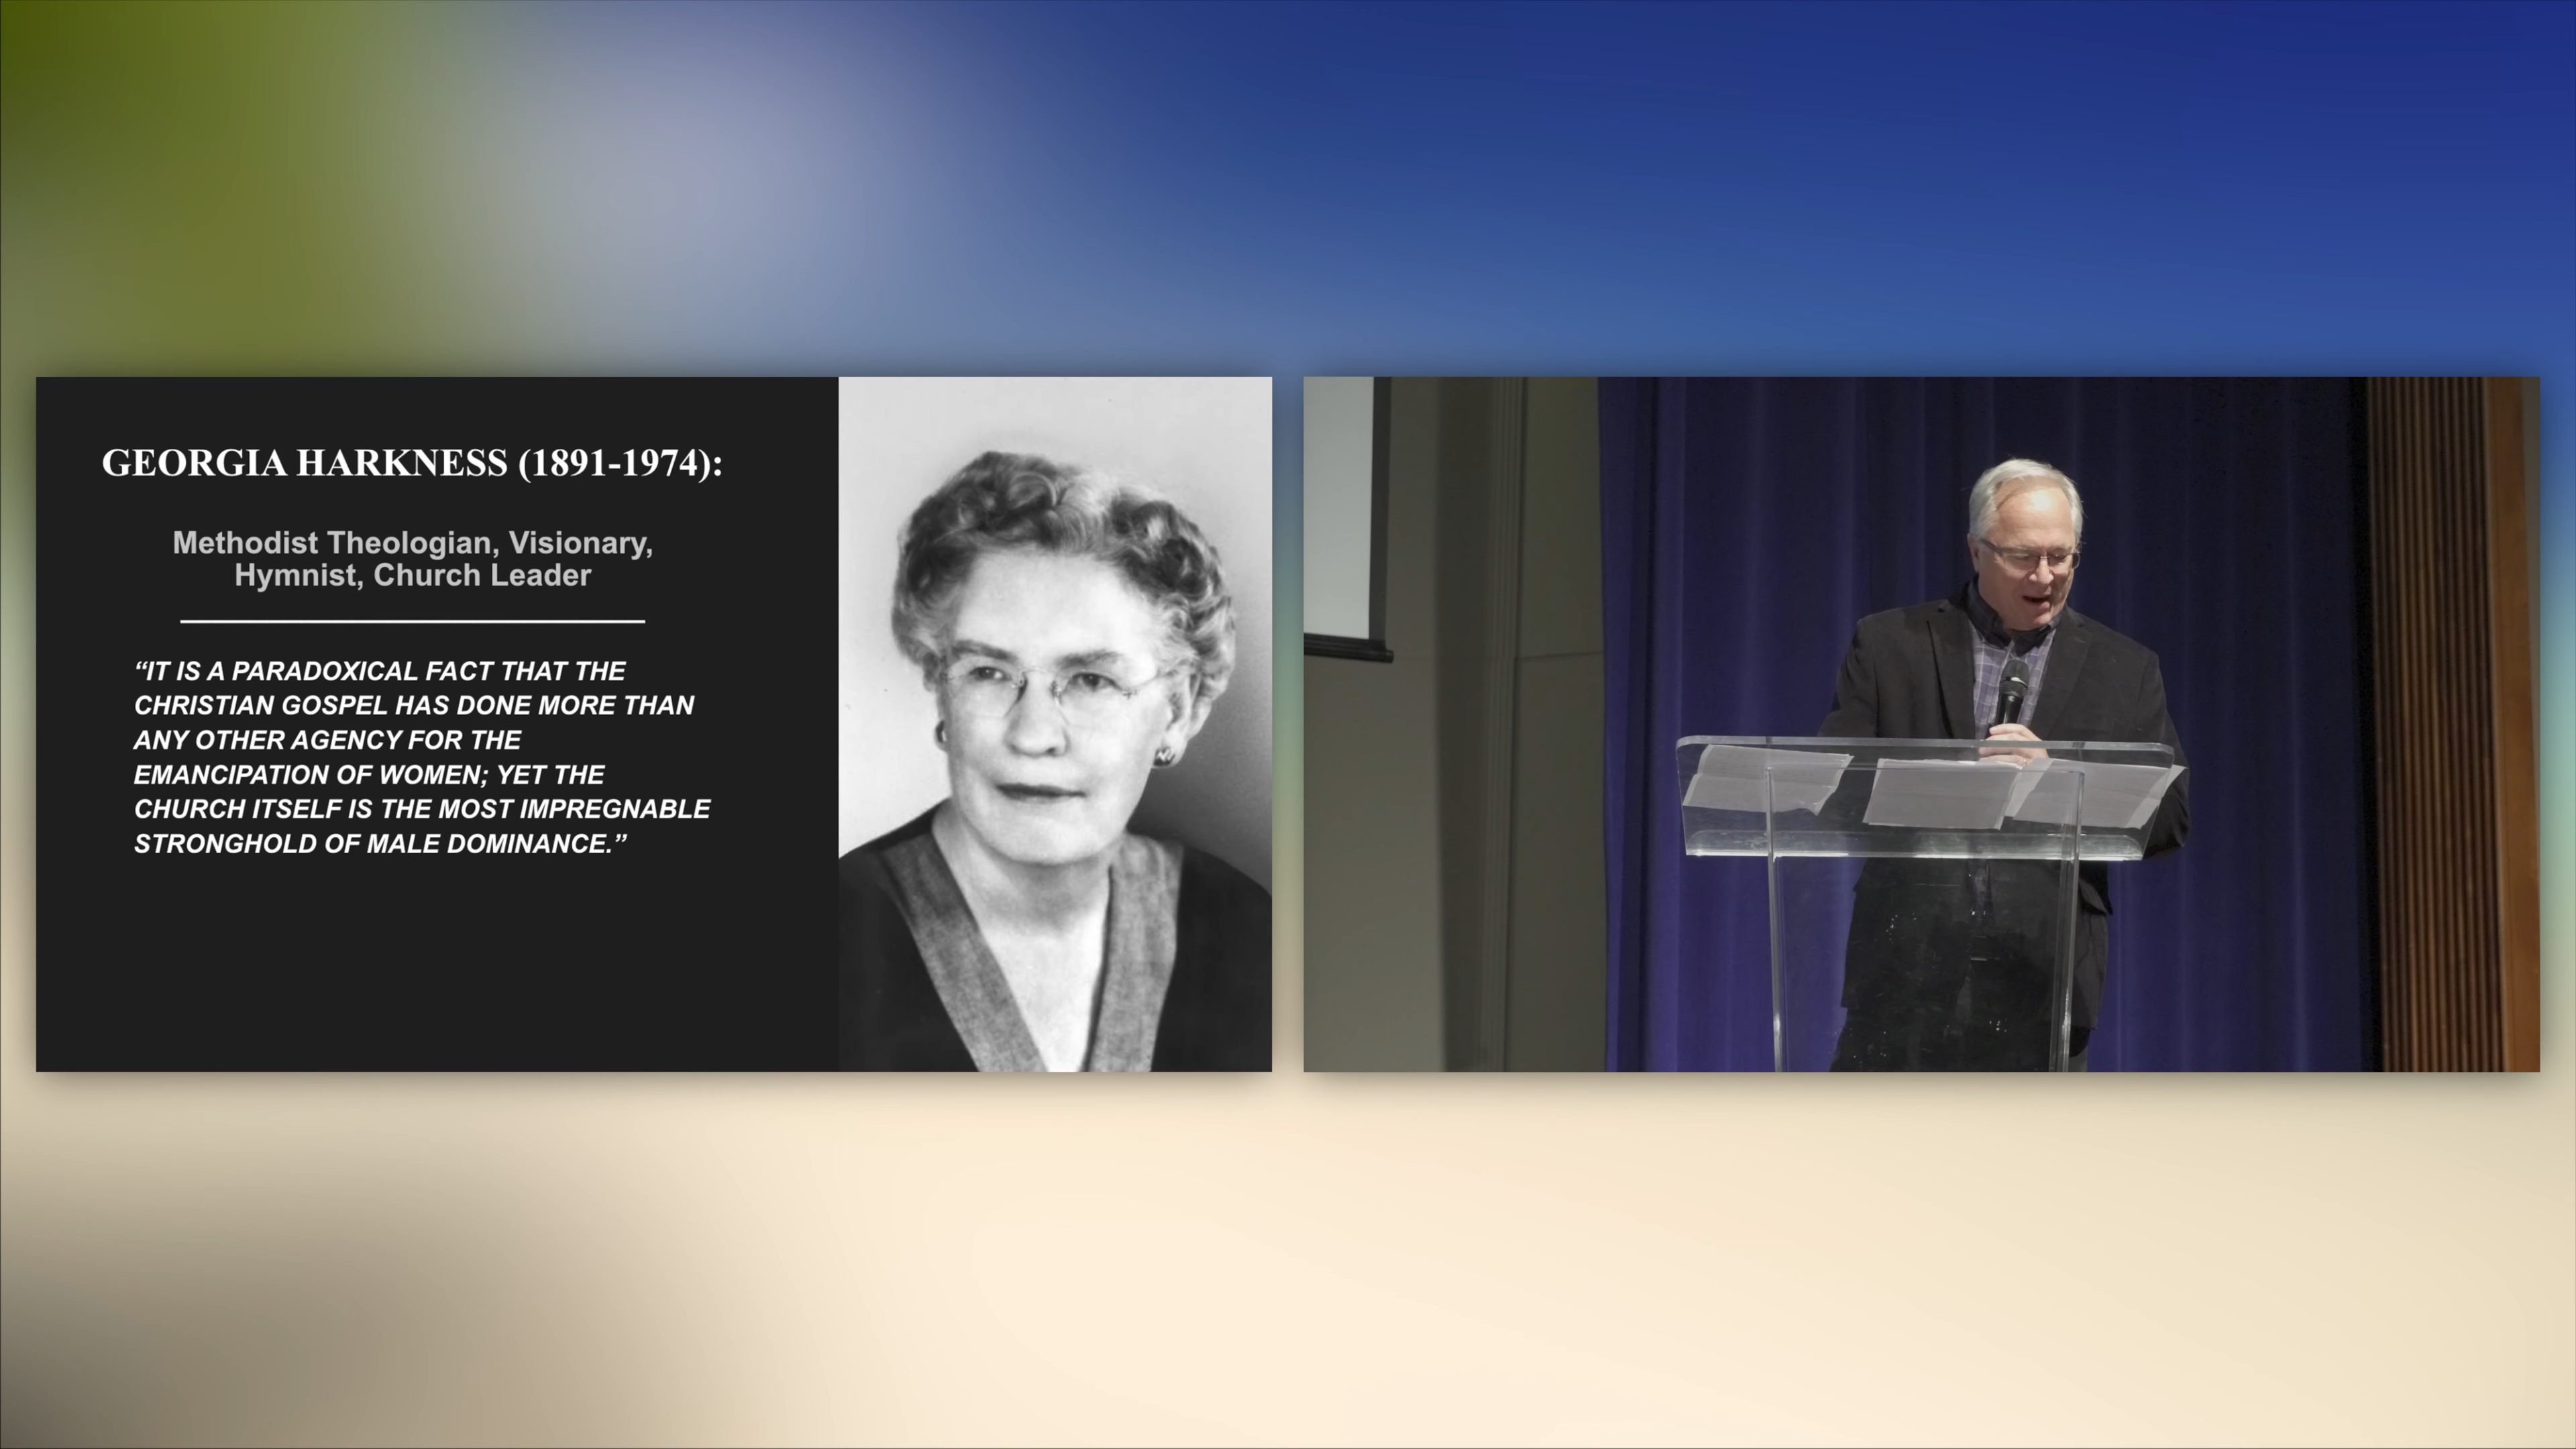 GEORGIA HARKNESS (1891-1974):
Methodist Theologian, Visionary,
Hymnist, Church Leader
“IT IS A PARADOXICAL FACT THAT THE
CHRISTIAN GOSPEL HAS DONE MORE THAN
ANY OTHER AGENCY FOR THE
EMANCIPATION OF WOMEN; YET THE
CHURCH ITSELF IS THE MOST IMPREGNABLE
STRONGHOLD OF MALE DOMINANCE.”